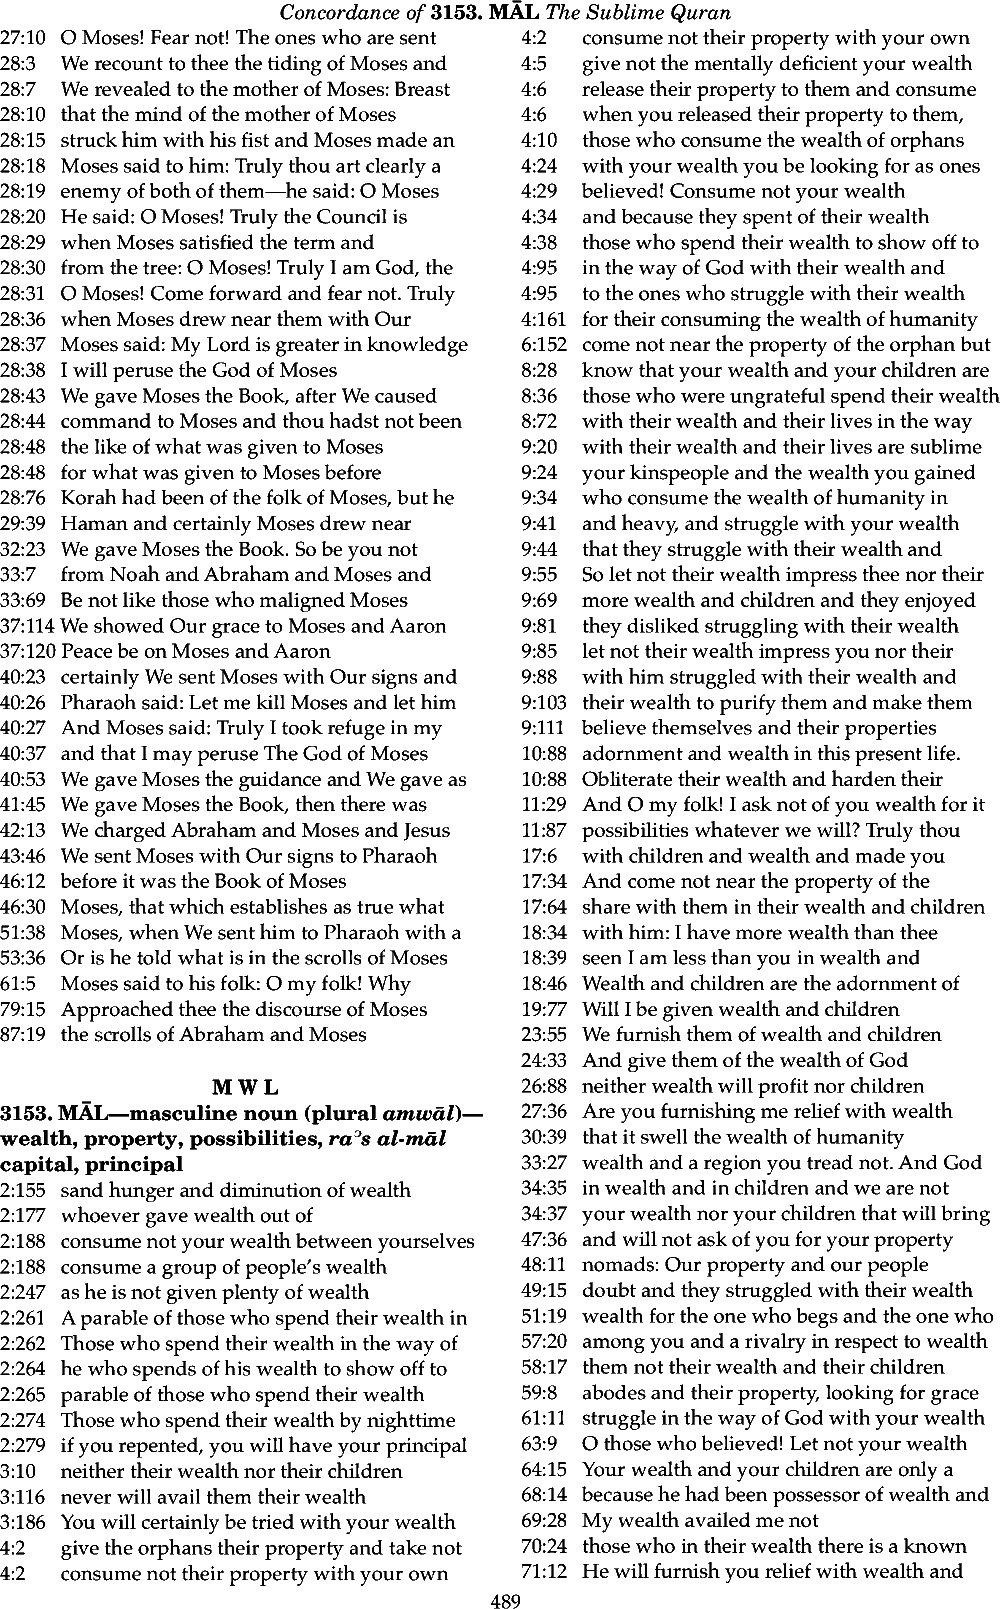 Concordance of 3153. MĀL The Sublime Quran
27:10 O Moses! Fear not! The ones who are sent
28:3 We recount to thee the tiding of Moses and
28:7 We revealed to the mother of Moses: Breast
28:10 that the mind of the mother of Moses
28:15 struck him with his fist and Moses made an
28:18 Moses said to him: Truly thou art clearly a
28:19 enemy of both of them—he said: O Moses
28:20 He said: O Moses! Truly the Council is
28:29 when Moses satisfied the term and
28:30 from the tree: O Moses! Truly I am God, the
28:31 O Moses! Come forward and fear not. Truly
28:36 when Moses drew near them with Our
28:37 Moses said: My Lord is greater in knowledge
28:38 I will peruse the God of Moses
28:43 We gave Moses the Book, after We caused
28:44 command to Moses and thou hadst not been
28:48 the like of what was given to Moses
28:48 for what was given to Moses before
28:76 Korah had been of the folk of Moses, but he
29:39 Haman and certainly Moses drew near
32:23 We gave Moses the Book. So be you not
33:7 from Noah and Abraham and Moses and
33:69 Be not like those who maligned Moses
37:114 We showed Our grace to Moses and Aaron
37:120 Peace be on Moses and Aaron
40:23 certainly We sent Moses with Our signs and
40:26 Pharaoh said: Let me kill Moses and let him
40:27 And Moses said: Truly I took refuge in my
40:37 and that I may peruse The God of Moses
40:53 We gave Moses the guidance and We gave as
41:45 We gave Moses the Book, then there was
42:13 We charged Abraham and Moses and Jesus
43:46 We sent Moses with Our signs to Pharaoh
46:12 before it was the Book of Moses
46:30 Moses, that which establishes as true what
51:38 Moses, when We sent him to Pharaoh with a
53:36 Or is he told what is in the scrolls of Moses
61:5 Moses said to his folk: O my folk! Why
79:15 Approached thee the discourse of Moses
87:19 the scrolls of Abraham and Moses
M W L
3153. MĀL—masculine noun (plural amwāl)—
wealth, property, possibilities, raʾs al-māl
capital, principal
2:155 sand hunger and diminution of wealth
2:177 whoever gave wealth out of
2:188 consume not your wealth between yourselves
2:188 consume a group of people's wealth
2:247 as he is not given plenty of wealth
2:261 A parable of those who spend their wealth in
2:262 Those who spend their wealth in the way of
2:264 he who spends of his wealth to show off to
2:265 parable of those who spend their wealth
2:274 Those who spend their wealth by nighttime
2:279 if you repented, you will have your principal
3:10 neither their wealth nor their children
3:116 never will avail them their wealth
3:186 You will certainly be tried with your wealth
4:2 give the orphans their property and take not
4:2 consume not their property with your own
4:2 consume not their property with your own
4:5 give not the mentally deficient your wealth
4:6 release their property to them and consume
4:6 when you released their property to them,
4:10 those who consume the wealth of orphans
4:24 with your wealth you be looking for as ones
4:29 believed! Consume not your wealth
4:34 and because they spent of their wealth
4:38 those who spend their wealth to show off to
4:95 in the way of God with their wealth and
4:95 to the ones who struggle with their wealth
4:161 for their consuming the wealth of humanity
6:152 come not near the property of the orphan but
8:28 know that your wealth and your children are
8:36 those who were ungrateful spend their wealth
8:72 with their wealth and their lives in the way
9:20 with their wealth and their lives are sublime
9:24 your kinspeople and the wealth you gained
9:34 who consume the wealth of humanity in
9:41 and heavy, and struggle with your wealth
9:44 that they struggle with their wealth and
9:55 So let not their wealth impress thee nor their
9:69 more wealth and children and they enjoyed
9:81 they disliked struggling with their wealth
9:85 let not their wealth impress you nor their
9:88 with him struggled with their wealth and
9:103 their wealth to purify them and make them
9:111 believe themselves and their properties
10:88 adornment and wealth in this present life.
10:88 Obliterate their wealth and harden their
11:29 And O my folk! I ask not of you wealth for it
11:87 possibilities whatever we will? Truly thou
17:6 with children and wealth and made you
17:34 And come not near the property of the
17:64 share with them in their wealth and children
18:34 with him: I have more wealth than thee
18:39 seen I am less than you in wealth and
18:46 Wealth and children are the adornment of
19:77 Will I be given wealth and children
23:55 We furnish them of wealth and children
24:33 And give them of the wealth of God
26:88 neither wealth will profit nor children
27:36 Are you furnishing me relief with wealth
30:39 that it swell the wealth of humanity
33:27 wealth and a region you tread not. And God
34:35 in wealth and in children and we are not
34:37 your wealth nor your children that will bring
47:36 and will not ask of you for your property
48:11 nomads: Our property and our people
49:15 doubt and they struggled with their wealth
51:19 wealth for the one who begs and the one who
57:20 among you and a rivalry in respect to wealth
58:17 them not their wealth and their children
59:8 abodes and their property, looking for grace
61:11 struggle in the way of God with your wealth
63:9 O those who believed! Let not your wealth
64:15 Your wealth and your children are only a
68:14 because he had been possessor of wealth and
69:28 My wealth availed me not
70:24 those who in their wealth there is a known
71:12 He will furnish you relief with wealth and
489